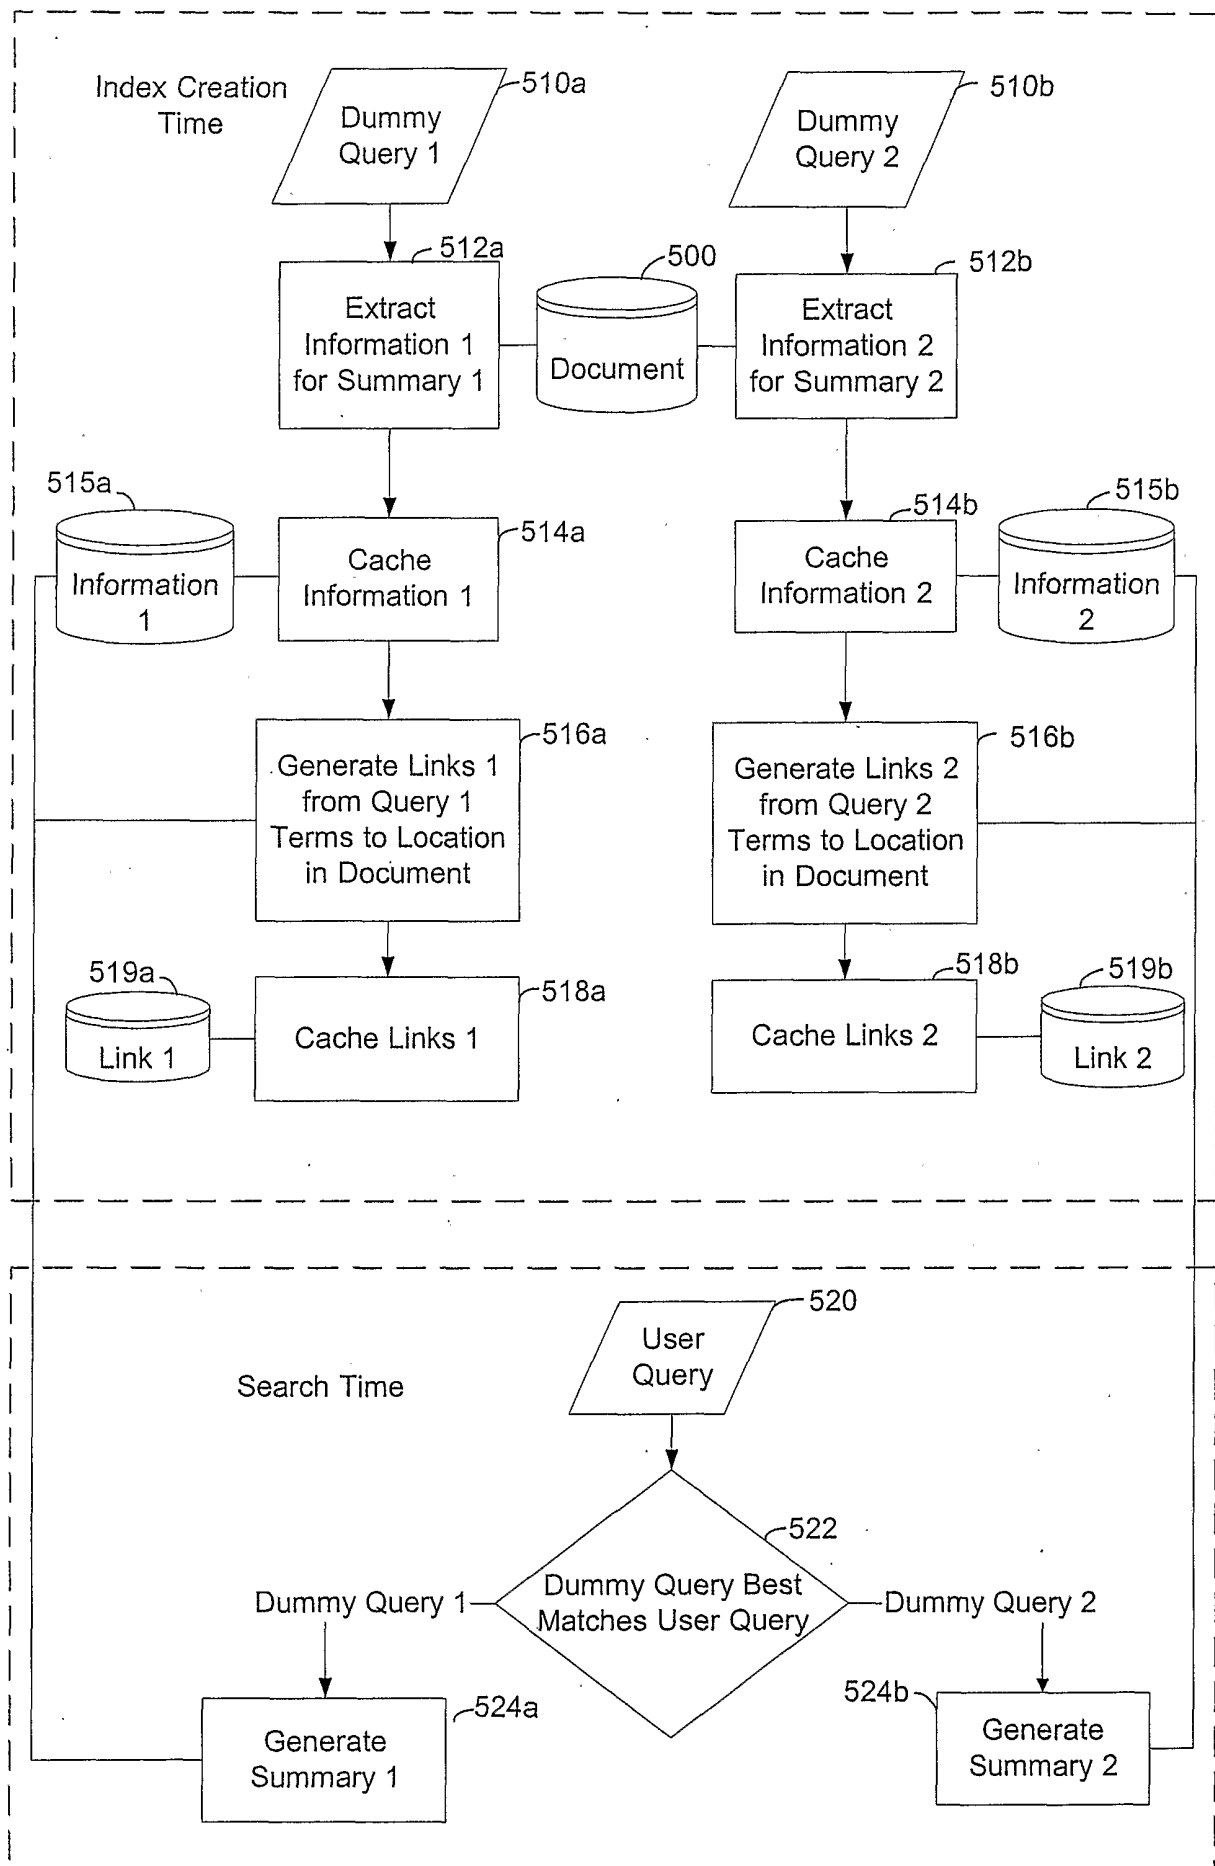 Index Creation
Time
510a
Dummy
Query 1
510b
Dummy
Query 2
512a
Extract
Information 1
for Summary 1
500
Document
512b
Extract
Information 2
for Summary 2
515a
Information
1
514a
Cache
Information 1
514b
Cache
Information 2
515b
Information
2
516a
Generate Links 1
from Query 1
Terms to Location
in Document
516b
Generate Links 2
from Query 2
Terms to Location
in Document
519a
Link 1
518a
Cache Links 1
518b
Cache Links 2
519b
Link 2
Search Time
520
User
Query
522
Dummy Query Best
Matches User Query
Dummy Query 1
Dummy Query 2
524a
Generate
Summary 1
524b
Generate
Summary 2